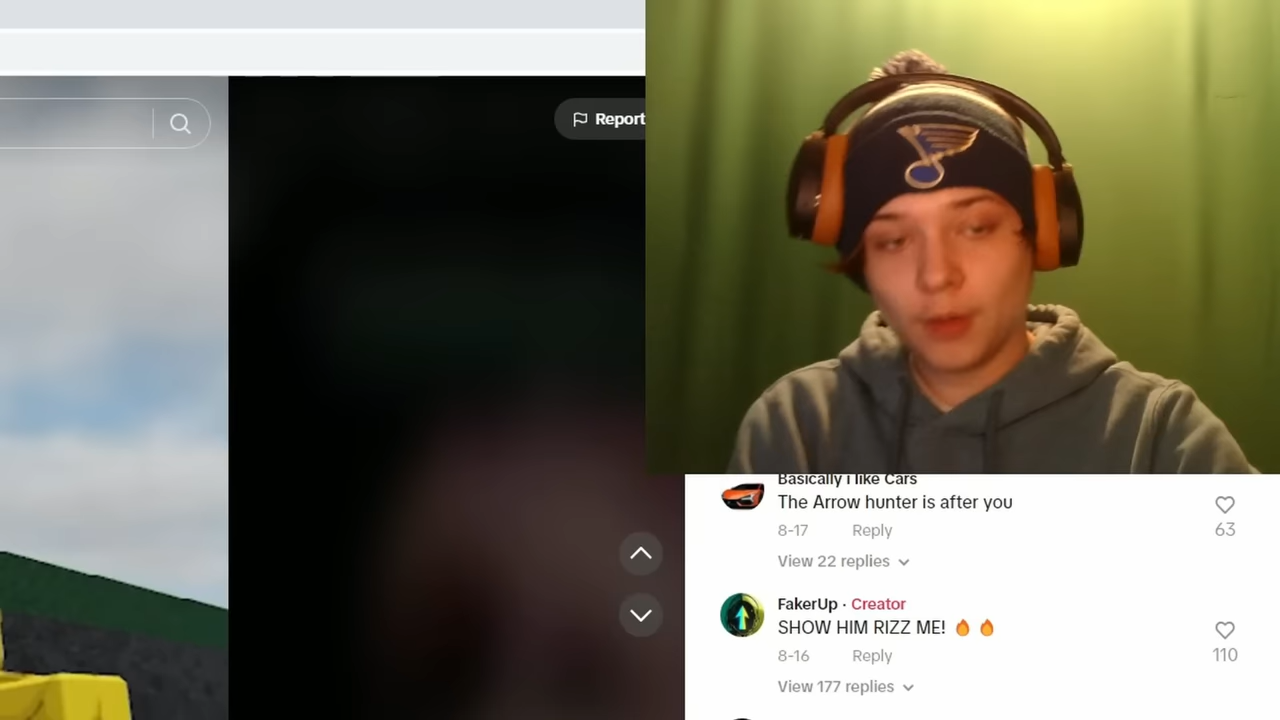 Report
Basically i like Cars
The Arrow hunter is after you
63
8-17 Reply
View 22 replies
FakerUp · Creator
SHOW HIM RIZZ ME! 🔥 🔥
110
8-16 Reply
View 177 replies